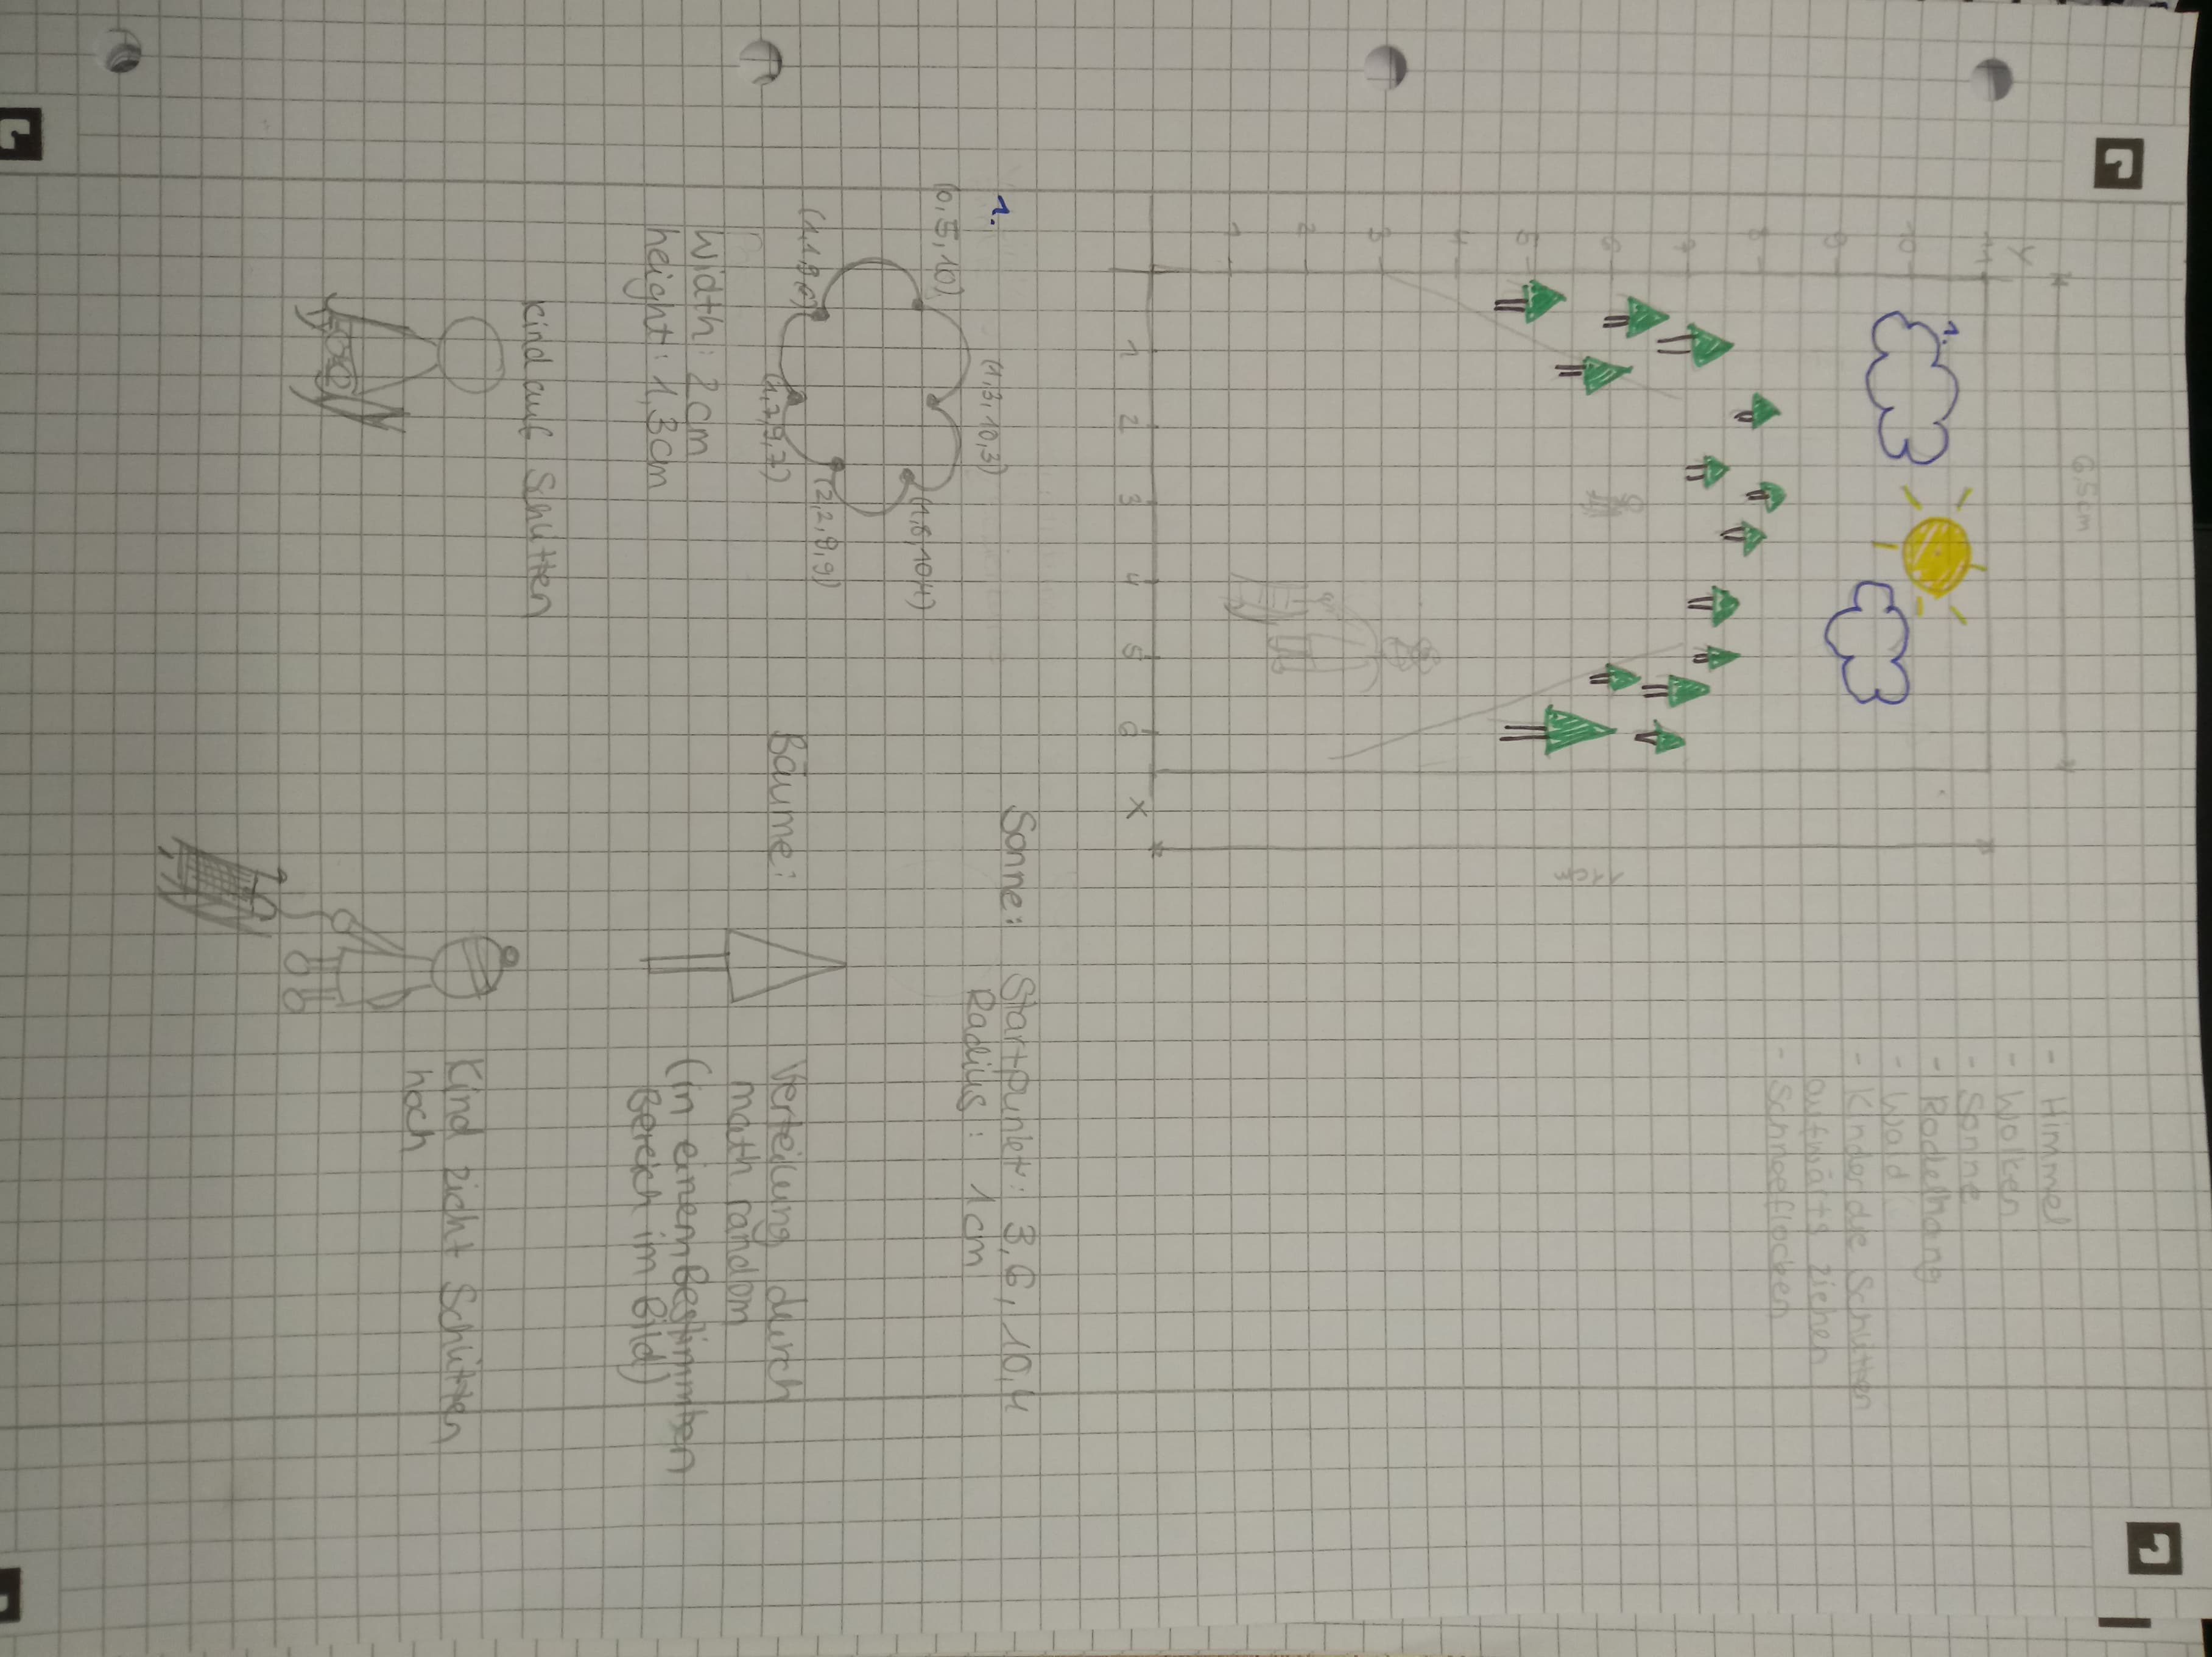 6,5cm
- Himmel
- Wolken
- Sonne
- Rodelhang
- Wald
- Kinder die Schlitten
aufwärts ziehen
- Schneeflocken
y
11
10
9
8
7
6
5
4
3
2
1
1.
11cm
1 2 3 4 5 6 x
1.
Sonne: Startpunkt: 3,6, 10,4
Radius: 1cm
(1,3,10,3)
(0,5,10)
(1,8,10,1)
(1,1,9,6)
(2,2,9,9)
(1,7,9,7)
Width: 2cm
height: 1,3cm
Bäume:
Verteilung durch
math random
(in einem bestimmten
Bereich im Bild)
Kind auf Schlitten
Kind zieht Schlitten
hoch